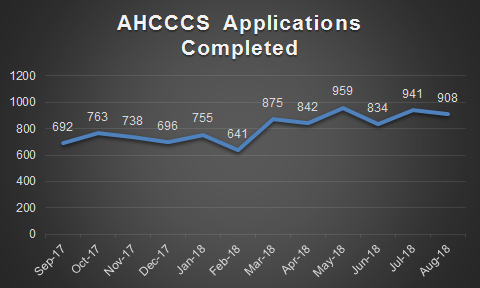 AHCCCS Applications
Completed
1200
1000
800
600
400
200
0
692
763
738
696
755
641
875
842
959
834
941
908
Sep-17
Oct-17
Nov-17
Dec-17
Jan-18
Feb-18
Mar-18
Apr-18
May-18
Jun-18
Jul-18
Aug-18